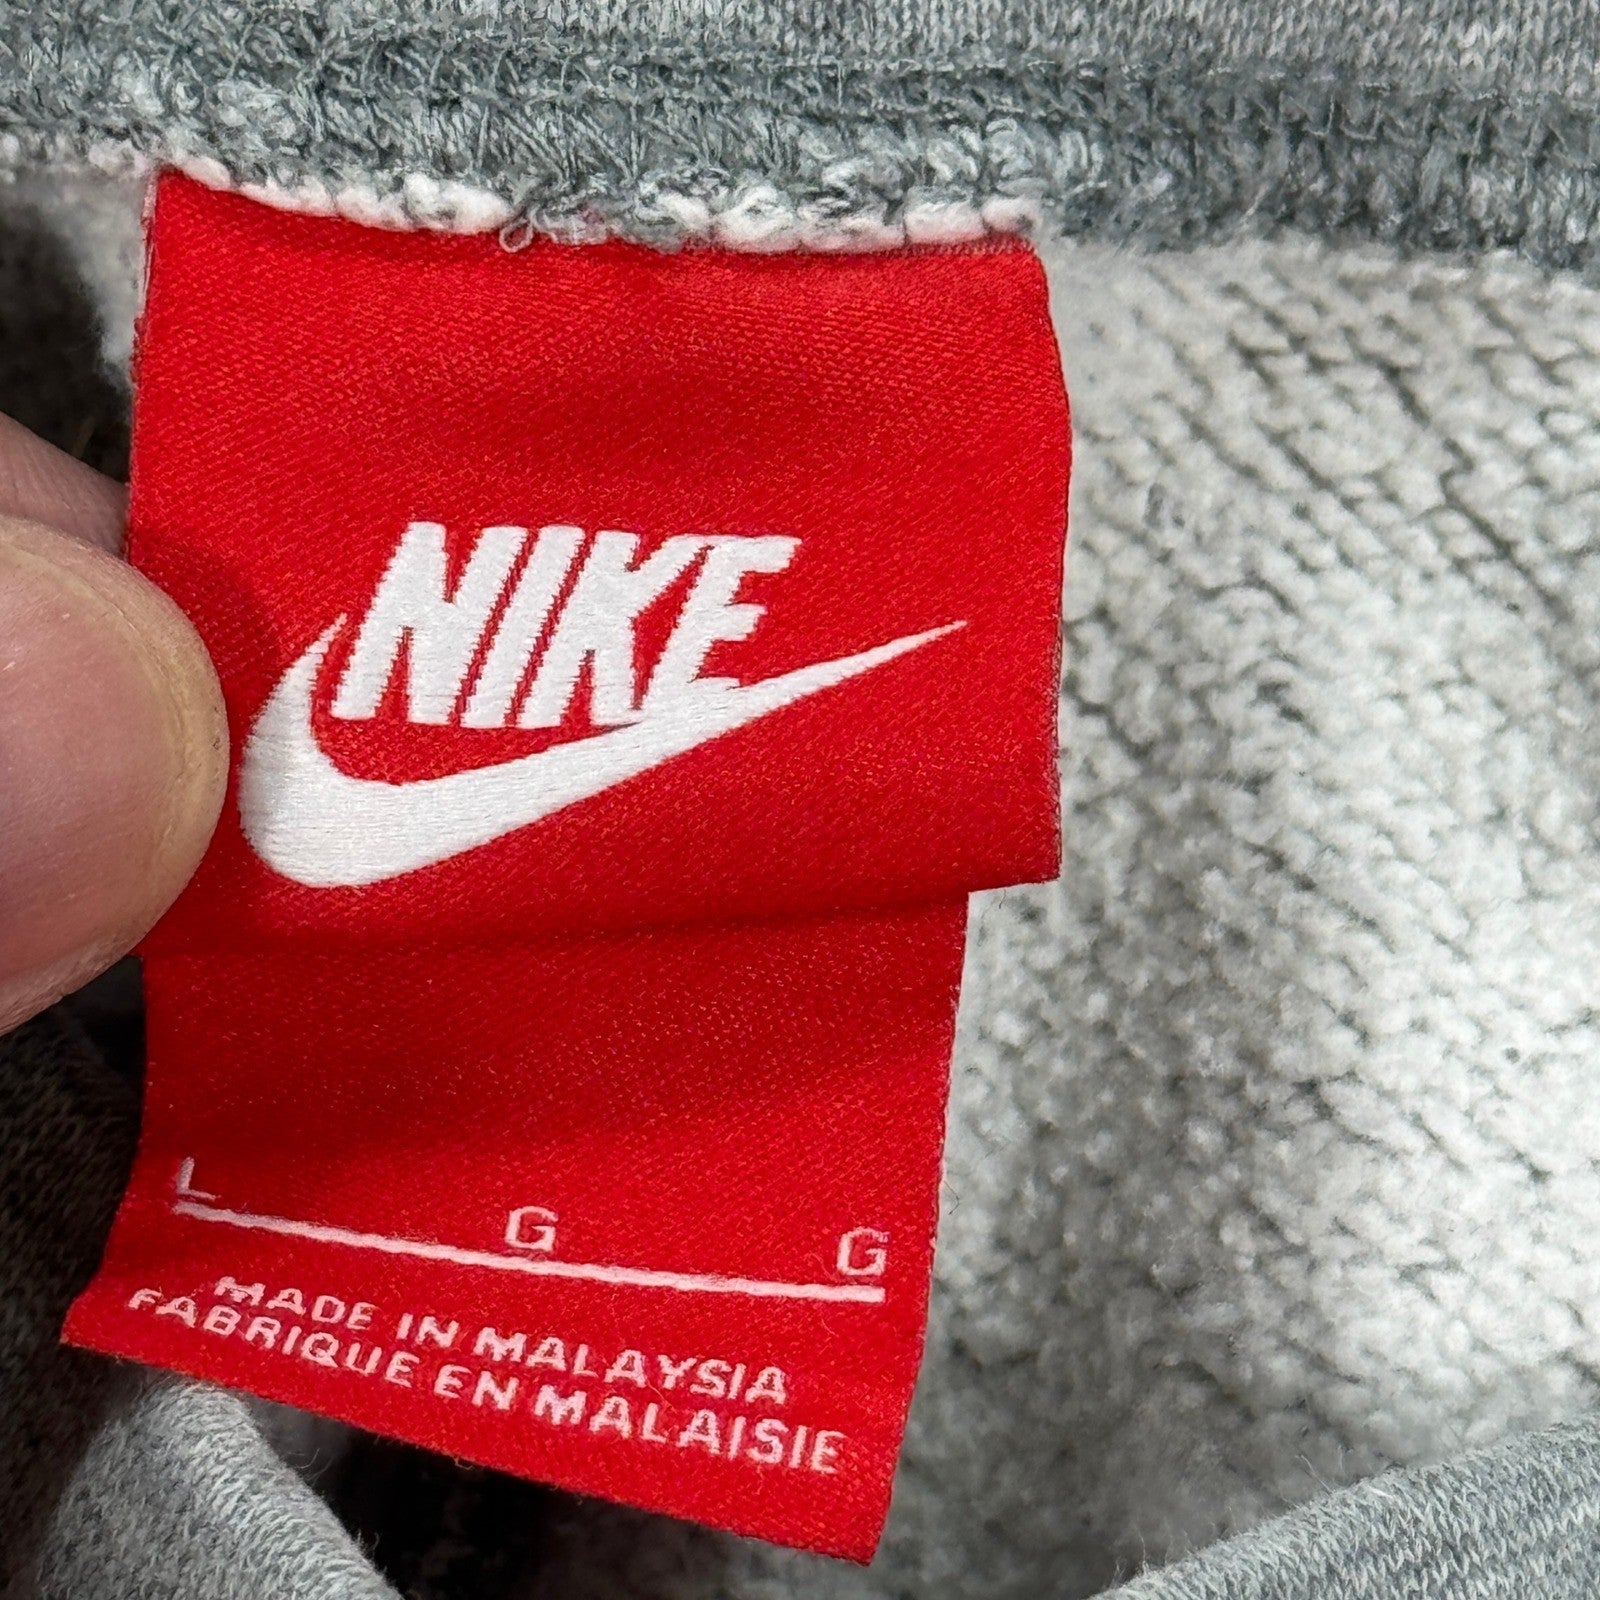 NIKE
L G G
MADE IN MALAYSIA
FABRIQUE EN MALAISIE